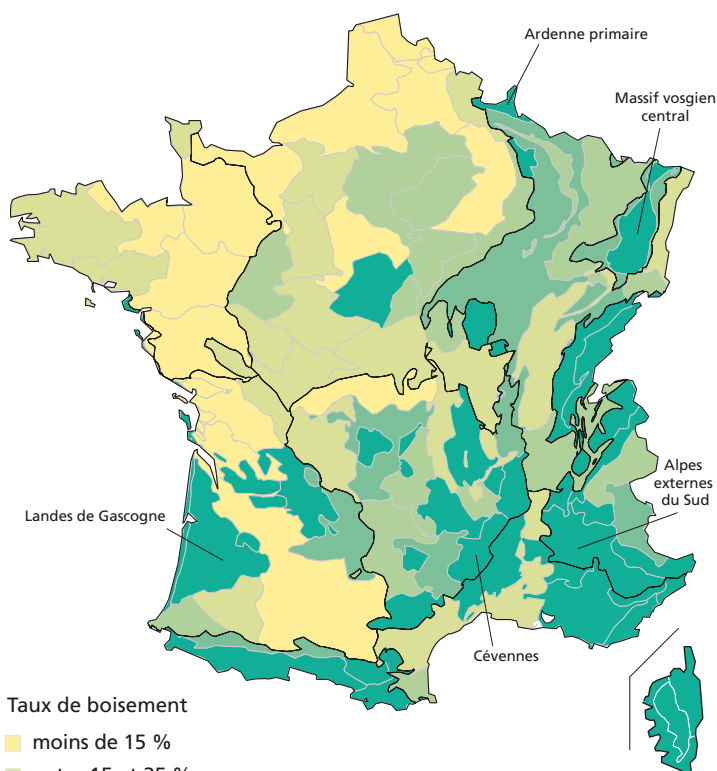 Ardenne primaire
Massif vosgien
central
Alpes
externes
du Sud
Landes de Gascogne
Cévennes
Taux de boisement
moins de 15 %